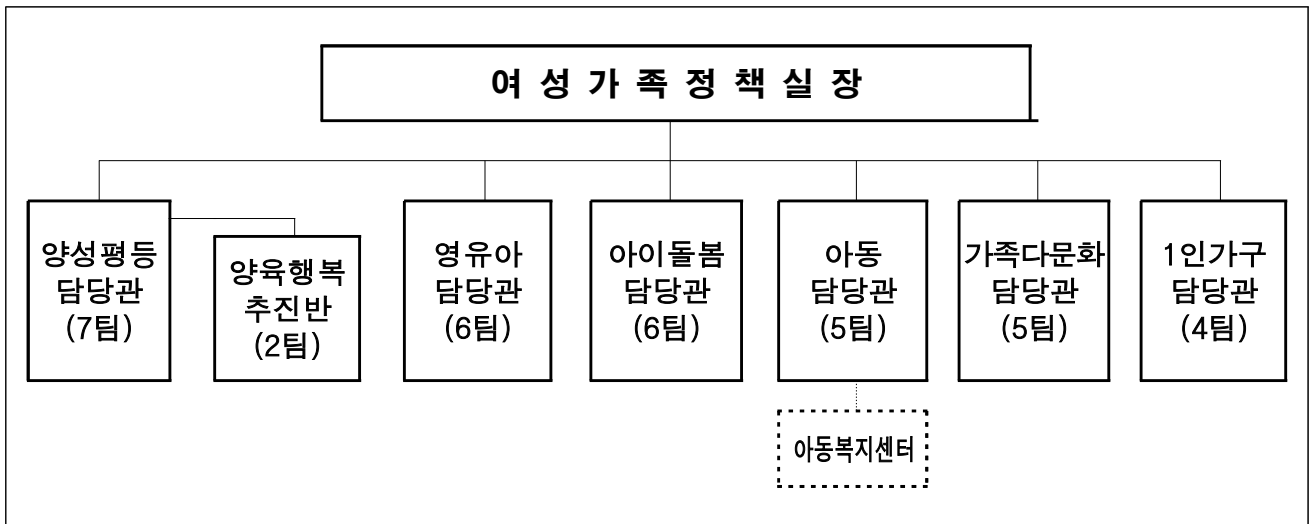 여 성 가 족 정 책 실 장
양성평등
담당관
(7팀)
양육행복
추진반
(2팀)
영유아
담당관
(6팀)
아이돌봄
담당관
(6팀)
아동
담당관
(5팀)
가족다문화
담당관
(5팀)
1인가구
담당관
(4팀)
아동복지센터